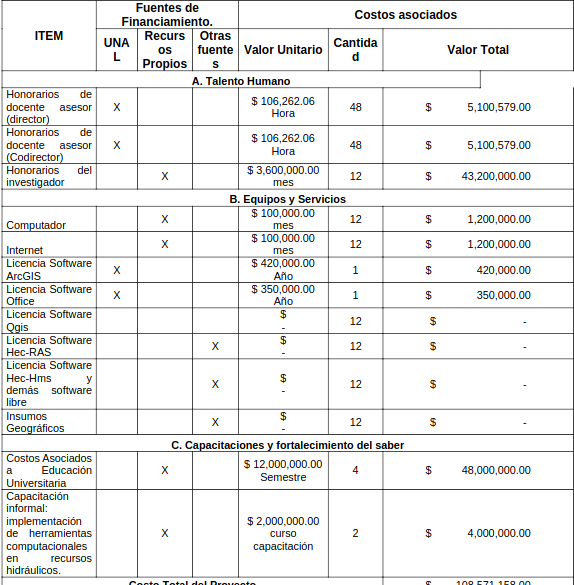 ITEM
Fuentes de
Financiamiento.
Costos asociados
UNA
L
Recurs
os
Propios
Otras
fuente
s
Valor Unitario
Cantida
d
Valor Total
A. Talento Humano
Honorarios de
docente asesor
(director)
X
$ 106,262.06
Hora
48
$ 5,100,579.00
Honorarios de
docente asesor
(Codirector)
X
$ 106,262.06
Hora
48
$ 5,100,579.00
Honorarios del
investigador
X
$ 3,600,000.00
mes
12
$ 43,200,000.00
B. Equipos y Servicios
Computador
X
$ 100,000.00
mes
12
$ 1,200,000.00
Internet
X
$ 100,000.00
mes
12
$ 1,200,000.00
Licencia Software
ArcGIS
X
$ 420,000.00
Año
1
$ 420,000.00
Licencia Software
Office
X
$ 350,000.00
Año
1
$ 350,000.00
Licencia Software
Qgis
$
-
12
$ -
Licencia Software
Hec-RAS
X
$
-
12
$ -
Licencia Software
Hec-Hms y
demás software
libre
X
$
-
12
$ -
Insumos
Geográficos
X
$
-
12
$ -
C. Capacitaciones y fortalecimiento del saber
Costos Asociados
a Educación
Universitaria
X
$ 12,000,000.00
Semestre
4
$ 48,000,000.00
Capacitación
informal:
implementación
de herramientas
computacionales
en recursos
hidráulicos.
X
$ 2,000,000.00
curso
capacitación
2
$ 4,000,000.00
Costo Total del Proyecto
$ 108,571,158.00